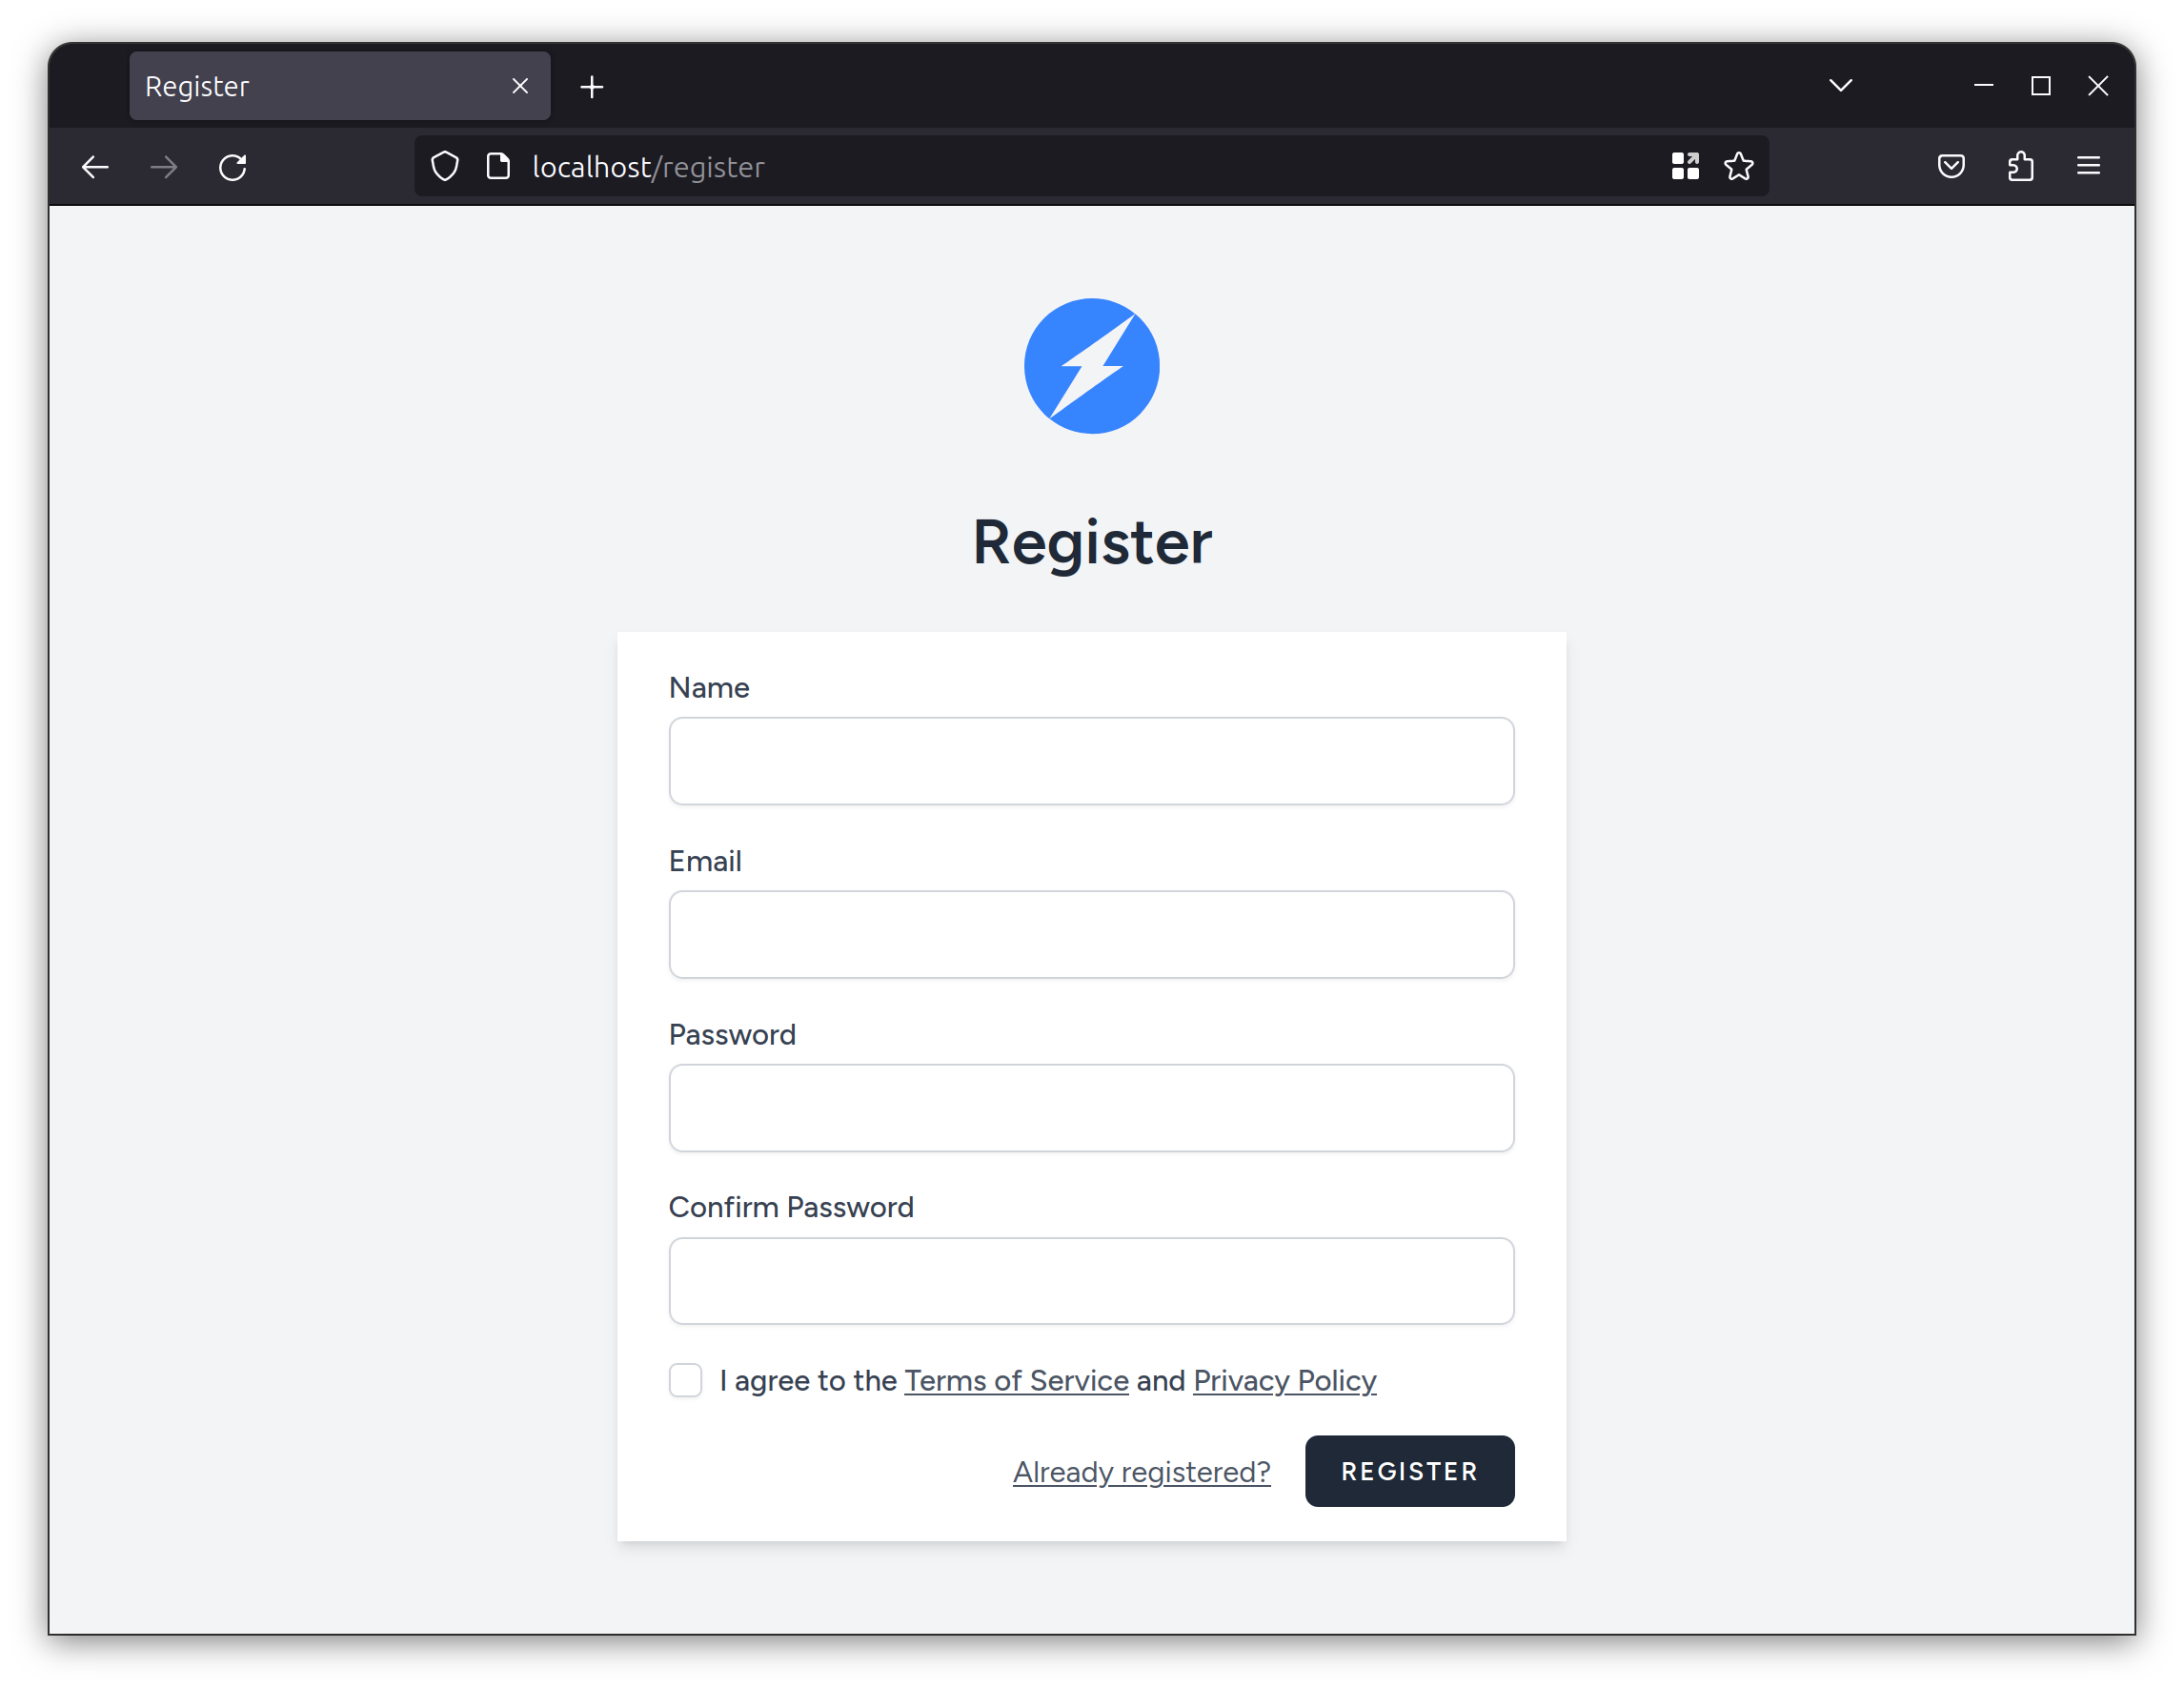 Register
localhost/register
Register
Name
Email
Password
Confirm Password
I agree to the Terms of Service and Privacy Policy
Already registered? REGISTER